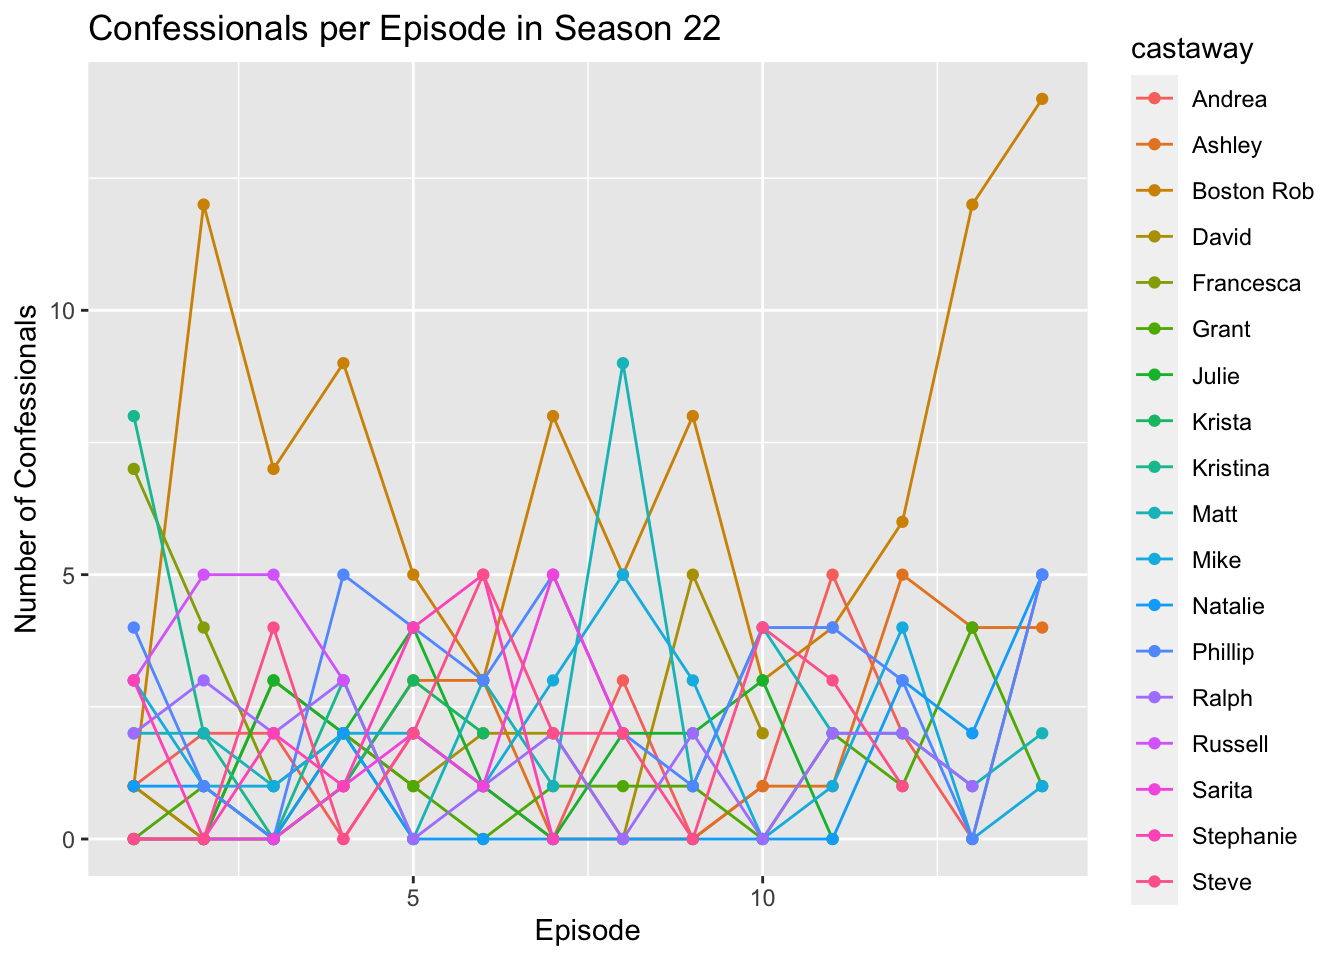 Confessionals per Episode in Season 22
castaway
Andrea
Ashley
Boston Rob
David
Francesca
Grant
Julie
Krista
Kristina
Matt
Mike
Natalie
Phillip
Ralph
Russell
Sarita
Stephanie
Steve
Number of Confessionals
10
5
0
5
10
Episode